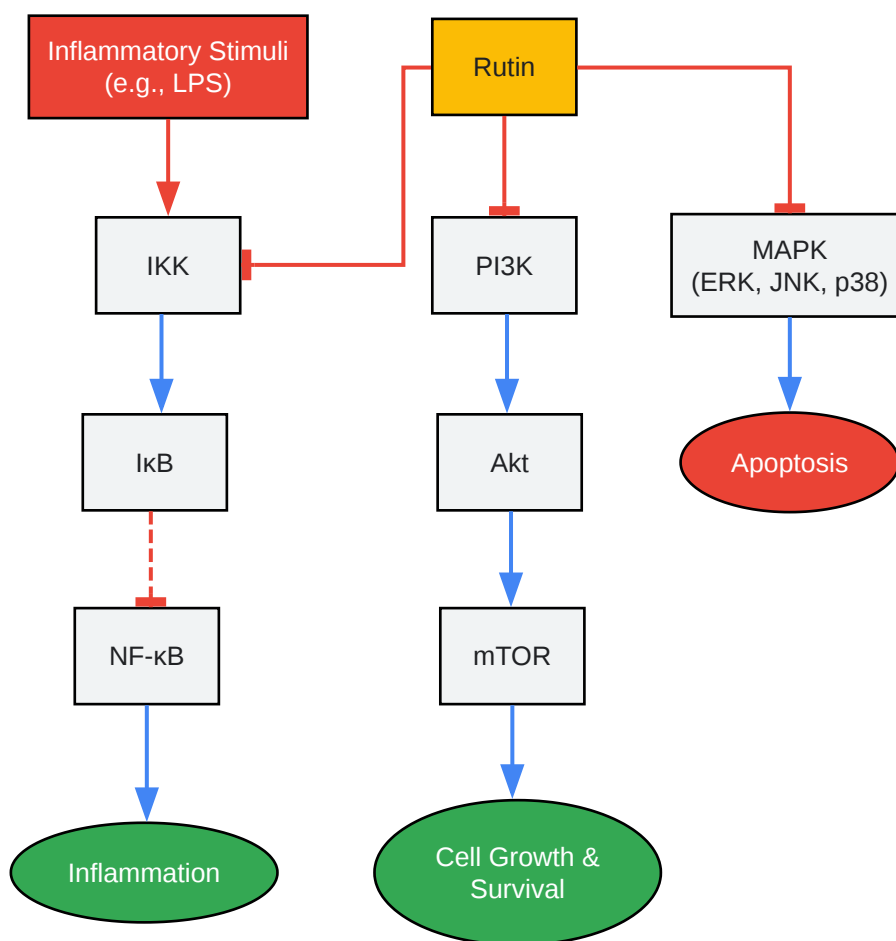 Inflammatory Stimuli
(e.g., LPS)
Rutin
IKK
PI3K
MAPK
(ERK, JNK, p38)
IκB
Akt
Apoptosis
NF-κB
mTOR
Inflammation
Cell Growth &
Survival